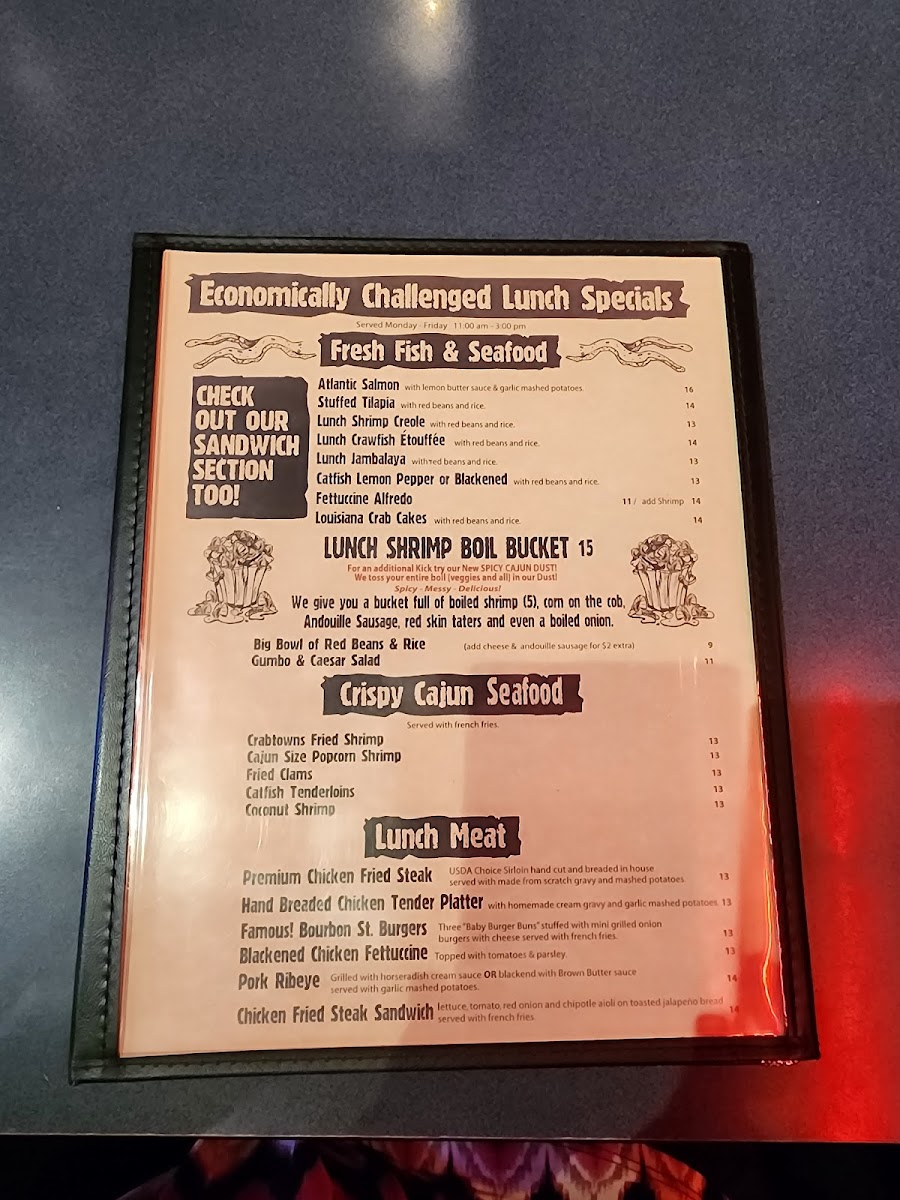 Economically Challenged Lunch Specials
Served Monday - Friday 11:00 am - 3:00 pm
Fresh Fish & Seafood
CHECK
OUT OUR
SANDWICH
SECTION
TOO!
Atlantic Salmon with lemon butter sauce & garlic mashed potatoes. 16
Stuffed Tilapia with red beans and rice. 14
Lunch Shrimp Creole with red beans and rice. 13
Lunch Crawfish Étouffée with red beans and rice. 14
Lunch Jambalaya with red beans and rice. 13
Catfish Lemon Pepper or Blackened with red beans and rice. 13
Fettuccine Alfredo 11 / add Shrimp 14
Louisiana Crab Cakes with red beans and rice. 14
LUNCH SHRIMP BOIL BUCKET 15
For an additional Kick try our New SPICY CAJUN DUST!
We toss your entire boil (veggies and all) in our Dust!
Spicy - Messy - Delicious!
We give you a bucket full of boiled shrimp (5), corn on the cob,
Andouille Sausage, red skin taters and even a boiled onion.
Big Bowl of Red Beans & Rice (add cheese & andouille sausage for $2 extra) 9
Gumbo & Caesar Salad 11
Crispy Cajun Seafood
Served with french fries.
Crabtowns Fried Shrimp 13
Cajun Size Popcorn Shrimp 13
Fried Clams 13
Catfish Tenderloins 13
Coconut Shrimp 13
Lunch Meat
Premium Chicken Fried Steak USDA Choice Sirloin hand cut and breaded in house
served with made from scratch gravy and mashed potatoes. 13
Hand Breaded Chicken Tender Platter with homemade cream gravy and garlic mashed potatoes. 13
Famous! Bourbon St. Burgers Three "Baby Burger Buns" stuffed with mini grilled onion
burgers with cheese served with french fries. 13
Blackened Chicken Fettuccine Topped with tomatoes & parsley. 13
Pork Ribeye Grilled with horseradish cream sauce OR blackend with Brown Butter sauce
served with garlic mashed potatoes. 14
Chicken Fried Steak Sandwich lettuce, tomato, red onion and chipotle aioli on toasted jalapeño bread
served with french fries. 14